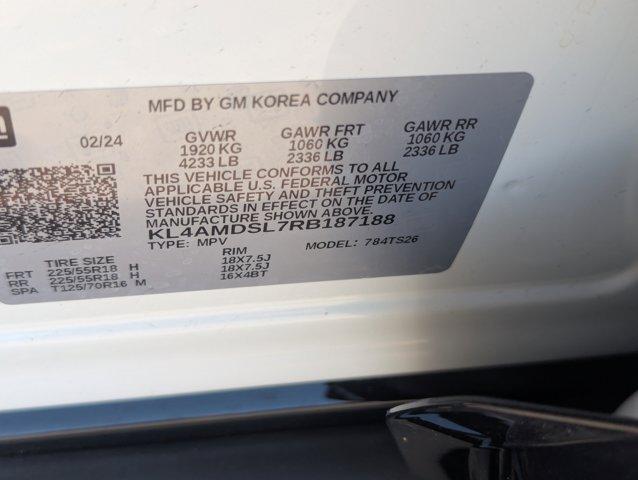 MFD BY GM KOREA COMPANY
02/24
GVWR GAWR FRT GAWR RR
1920 KG 1060 KG 1060 KG
4233 LB 2336 LB 2336 LB
THIS VEHICLE CONFORMS TO ALL
APPLICABLE U.S. FEDERAL MOTOR
VEHICLE SAFETY AND THEFT PREVENTION
STANDARDS IN EFFECT ON THE DATE OF
MANUFACTURE SHOWN ABOVE.
KL4AMDSL7RB187188
TYPE: MPV MODEL: 784TS26
TIRE SIZE RIM
FRT 225/55R18 H 18X7.5J
RR 225/55R18 H 18X7.5J
SPA T125/70R16 M 16X4BT